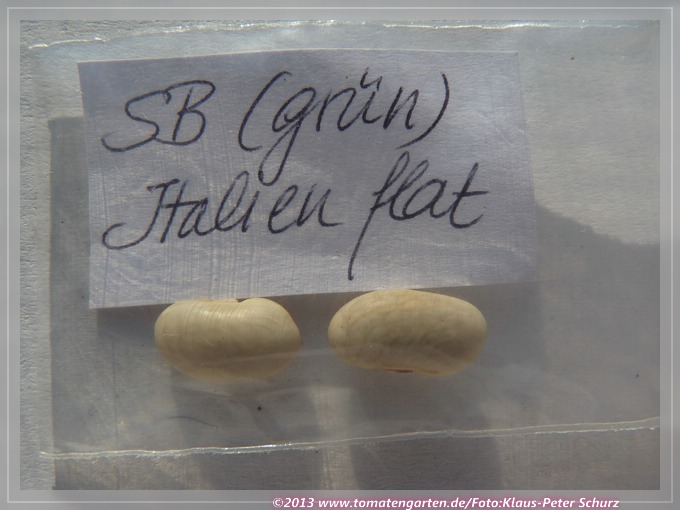 SB (grün)
Italien flat
©2013 www.tomatengarten.de/Foto:Klaus-Peter Schurz